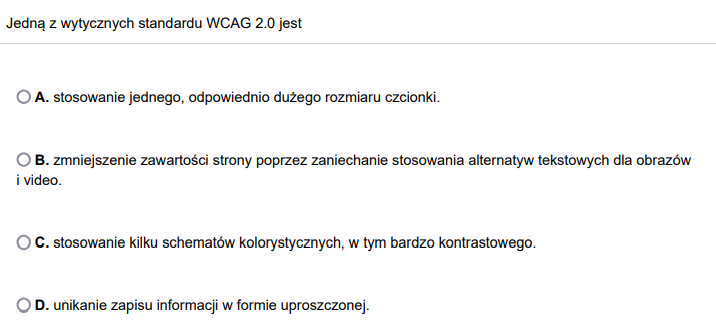 Jedną z wytycznych standardu WCAG 2.0 jest
A. stosowanie jednego, odpowiednio dużego rozmiaru czcionki.
B. zmniejszenie zawartości strony poprzez zaniechanie stosowania alternatyw tekstowych dla obrazów
i video.
C. stosowanie kilku schematów kolorystycznych, w tym bardzo kontrastowego.
D. unikanie zapisu informacji w formie uproszczonej.